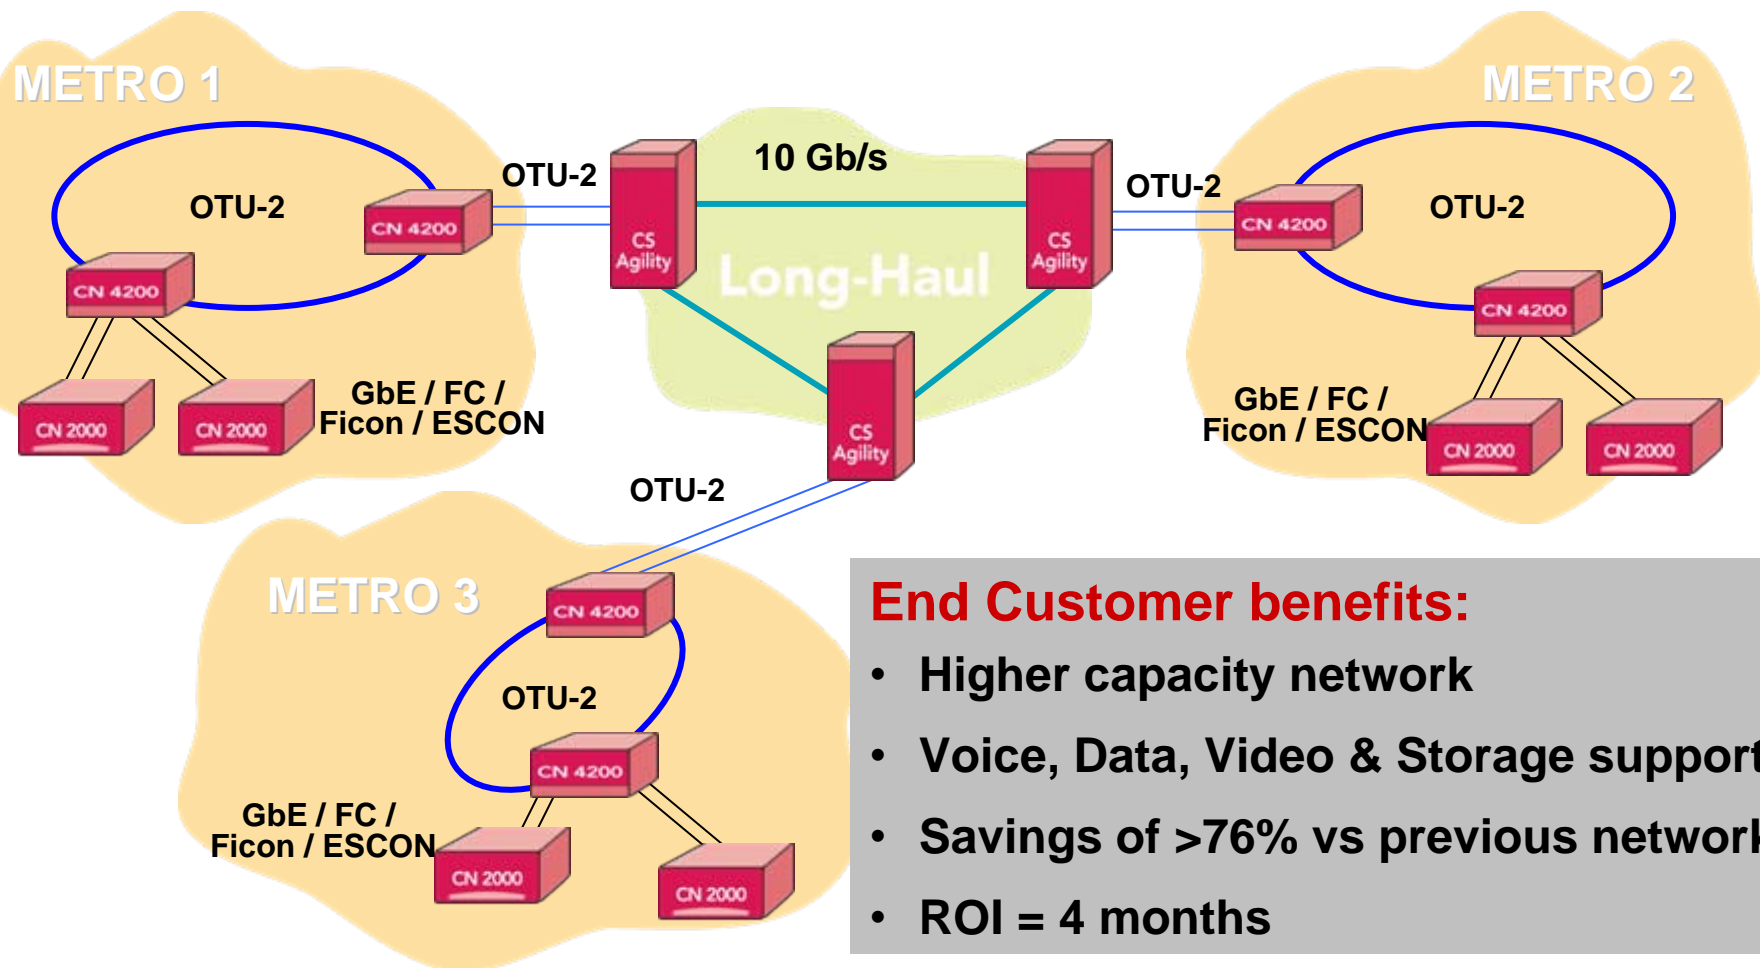 METRO 1
METRO 2
10 Gb/s
OTU-2
OTU-2
OTU-2
OTU-2
CN 4200
CN 4200
CS
Agility
CS
Agility
Long-Haul
CN 4200
CN 4200
GbE / FC /
Ficon / ESCON
GbE / FC /
Ficon / ESCON
CN 2000
CN 2000
CS
Agility
CN 2000
CN 2000
OTU-2
METRO 3
CN 4200
OTU-2
CN 4200
GbE / FC /
Ficon / ESCON
CN 2000
CN 2000
End Customer benefits:
• Higher capacity network
• Voice, Data, Video & Storage support
• Savings of >76% vs previous network
• ROI = 4 months